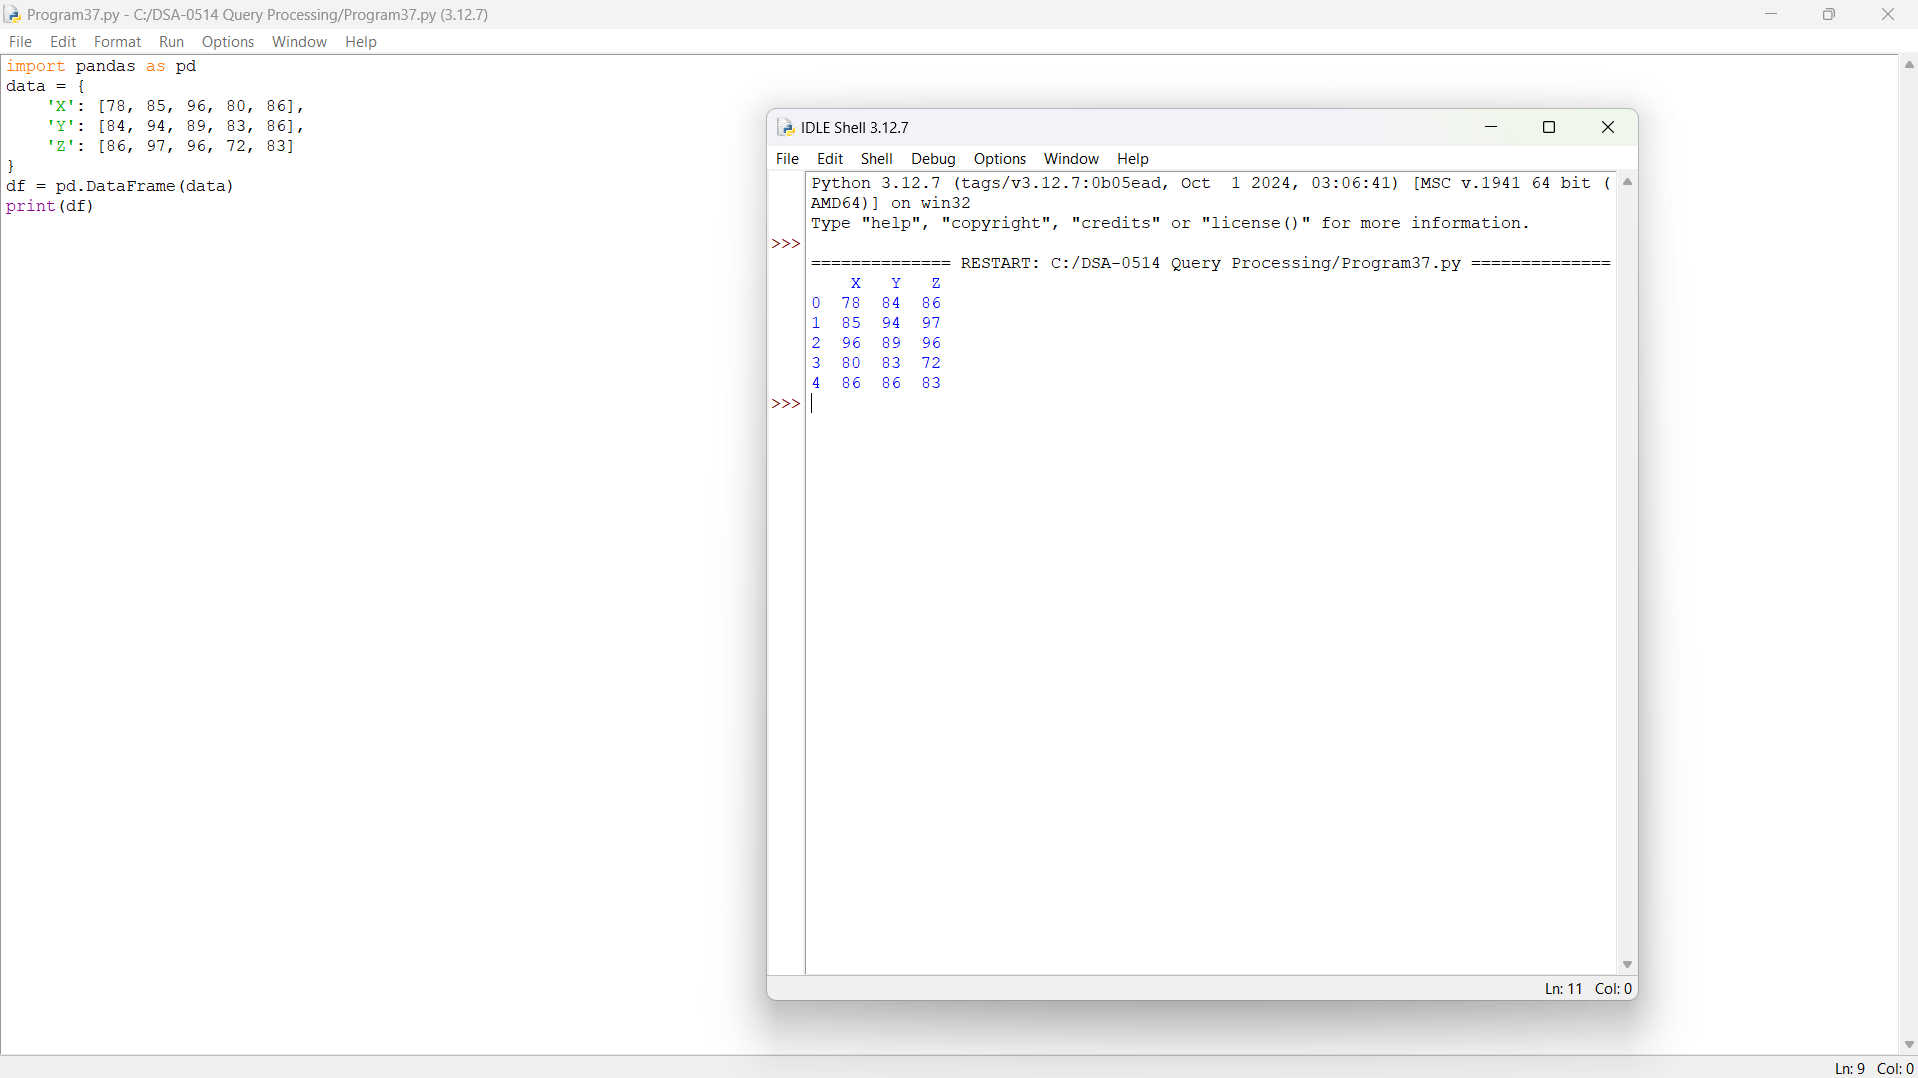 Program37.py - C:/DSA-0514 Query Processing/Program37.py (3.12.7)
File Edit Format Run Options Window Help
import pandas as pd
data = {
    'X': [78, 85, 96, 80, 86],
    'Y': [84, 94, 89, 83, 86],
    'Z': [86, 97, 96, 72, 83]
}
df = pd.DataFrame(data)
print(df)
IDLE Shell 3.12.7
File Edit Shell Debug Options Window Help
Python 3.12.7 (tags/v3.12.7:0b05ead, Oct  1 2024, 03:06:41) [MSC v.1941 64 bit (
AMD64)] on win32
Type "help", "copyright", "credits" or "license()" for more information.
>>>
============== RESTART: C:/DSA-0514 Query Processing/Program37.py ==============
    X   Y   Z
0  78  84  86
1  85  94  97
2  96  89  96
3  80  83  72
4  86  86  83
>>>
Ln: 11 Col: 0
Ln: 9 Col: 0